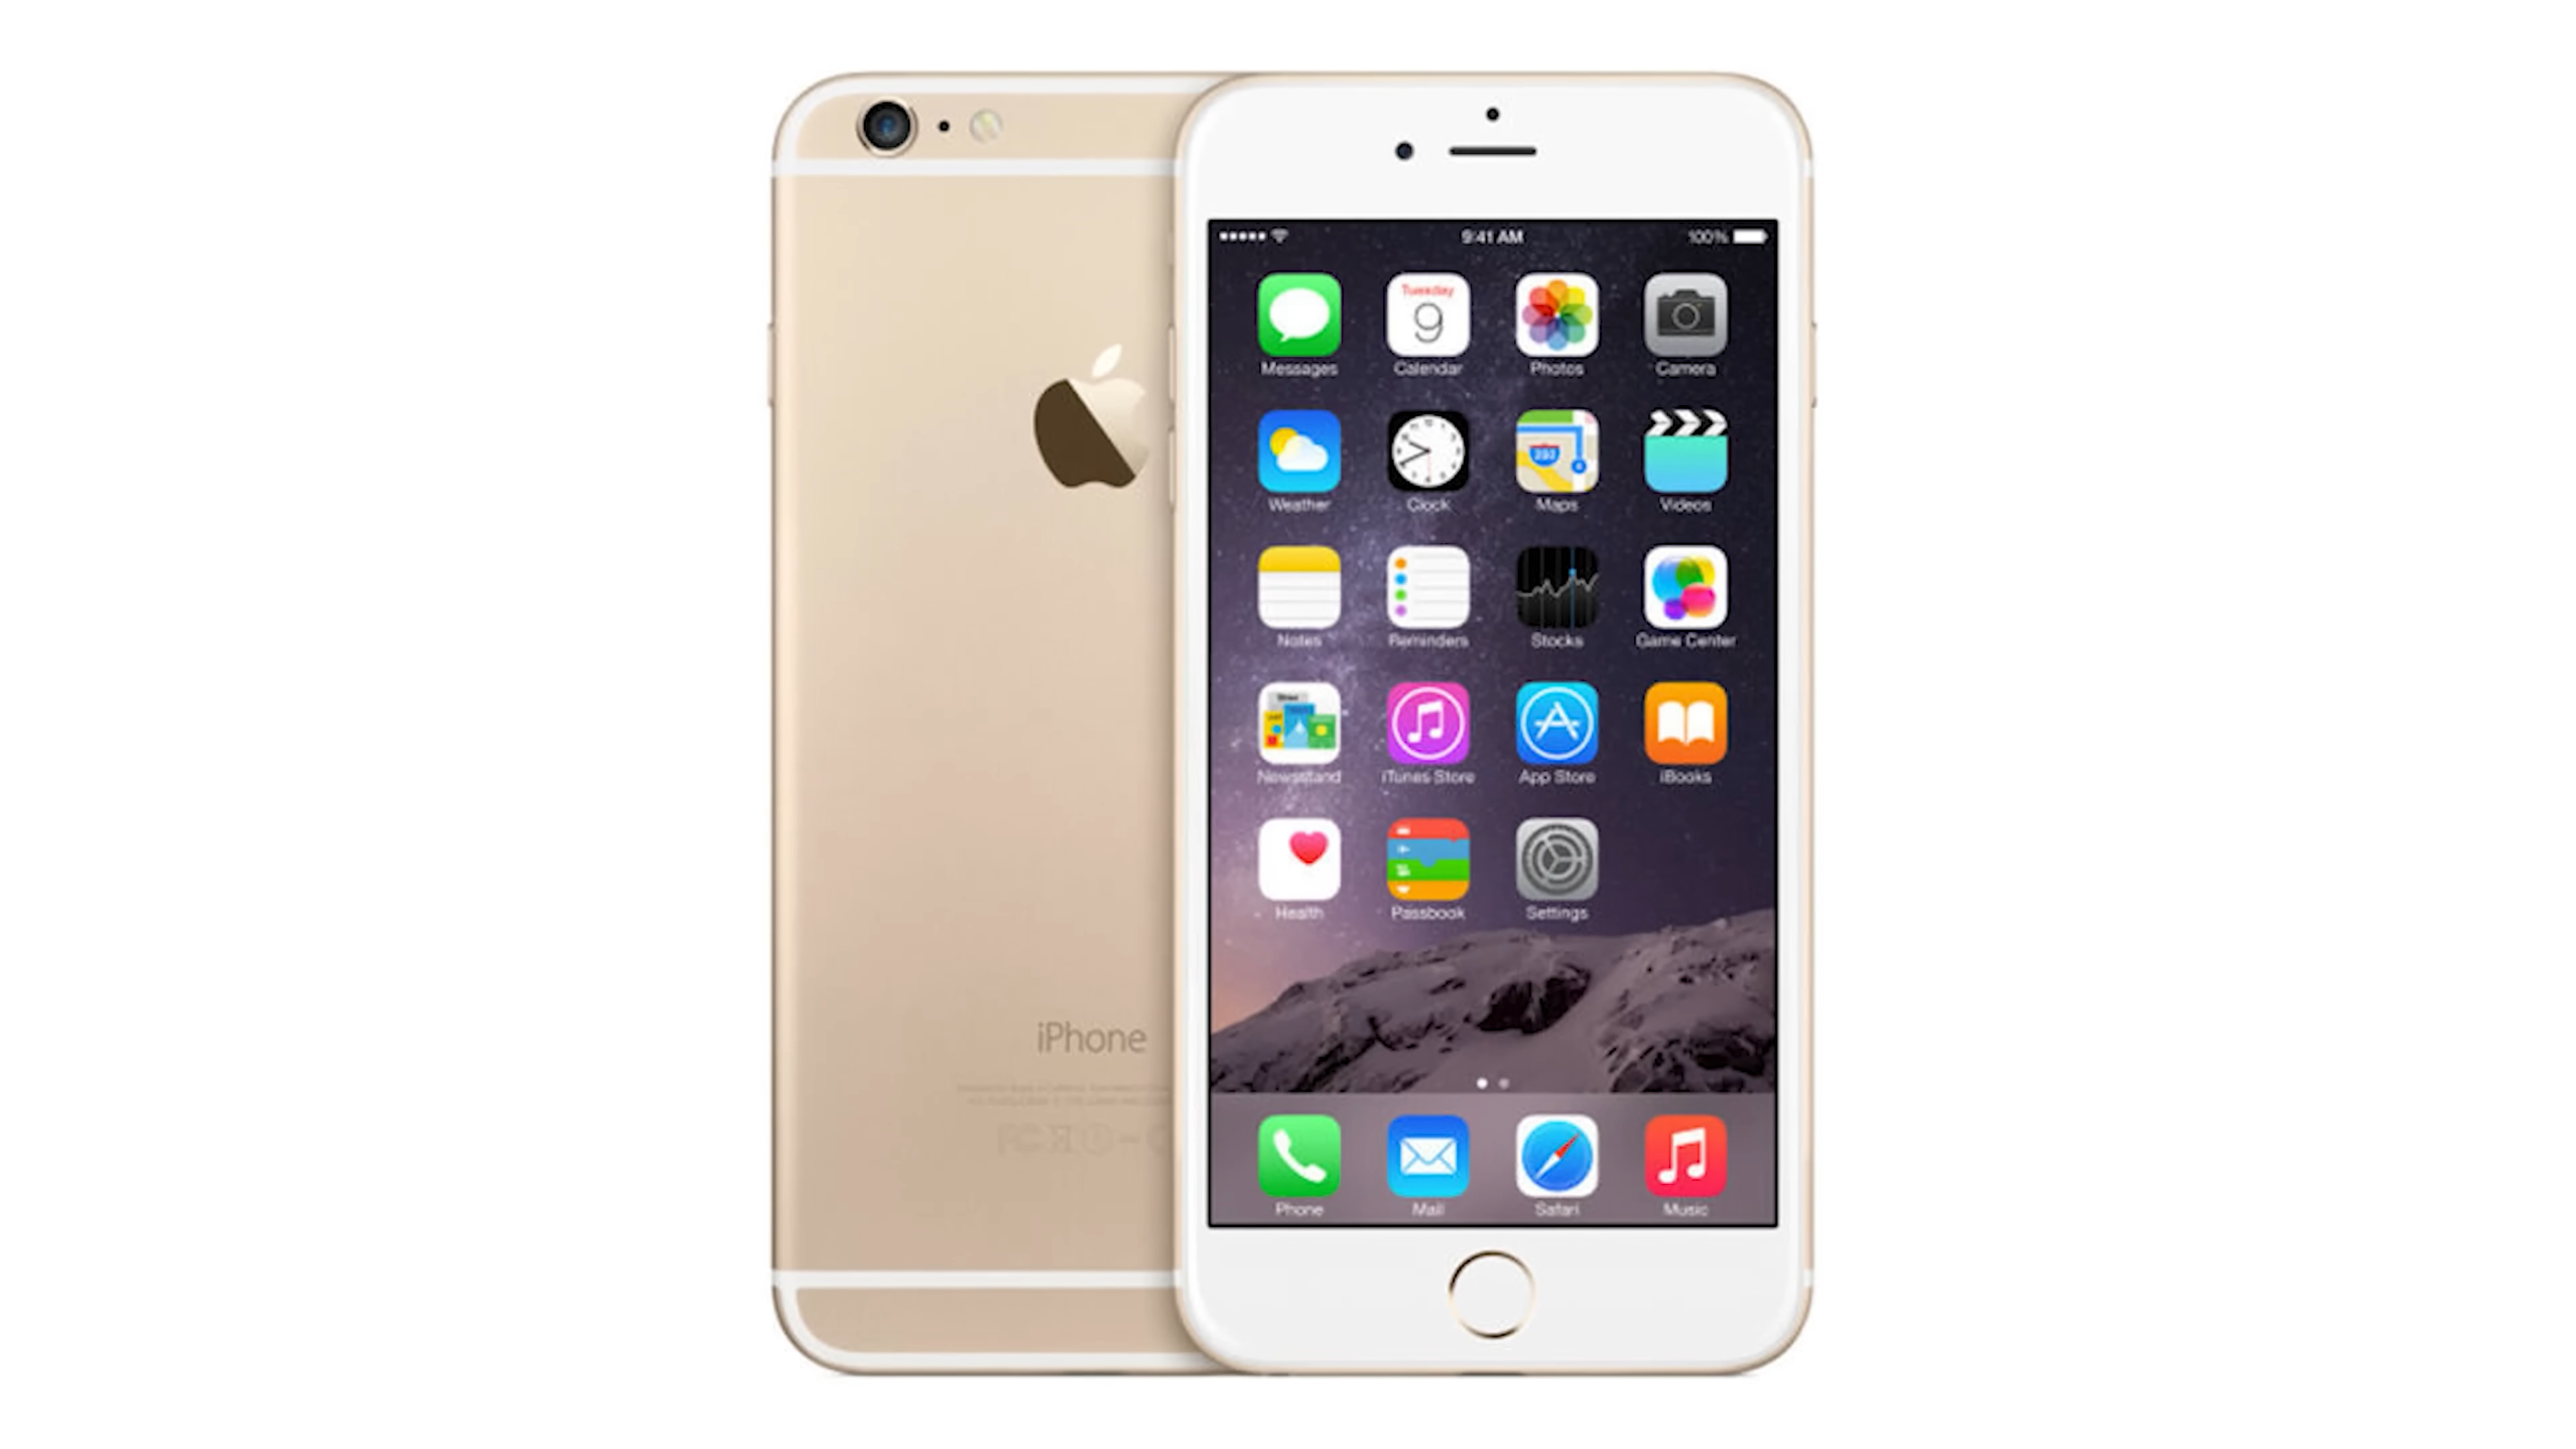 9:41 AM 100%
Tuesday
9
Messages Calendar Photos Camera
280
Weather Clock Maps Videos
Notes Reminders Stocks Game Center
Newsstand iTunes Store App Store iBooks
Health Passbook Settings
iPhone
Phone Mail Safari Music